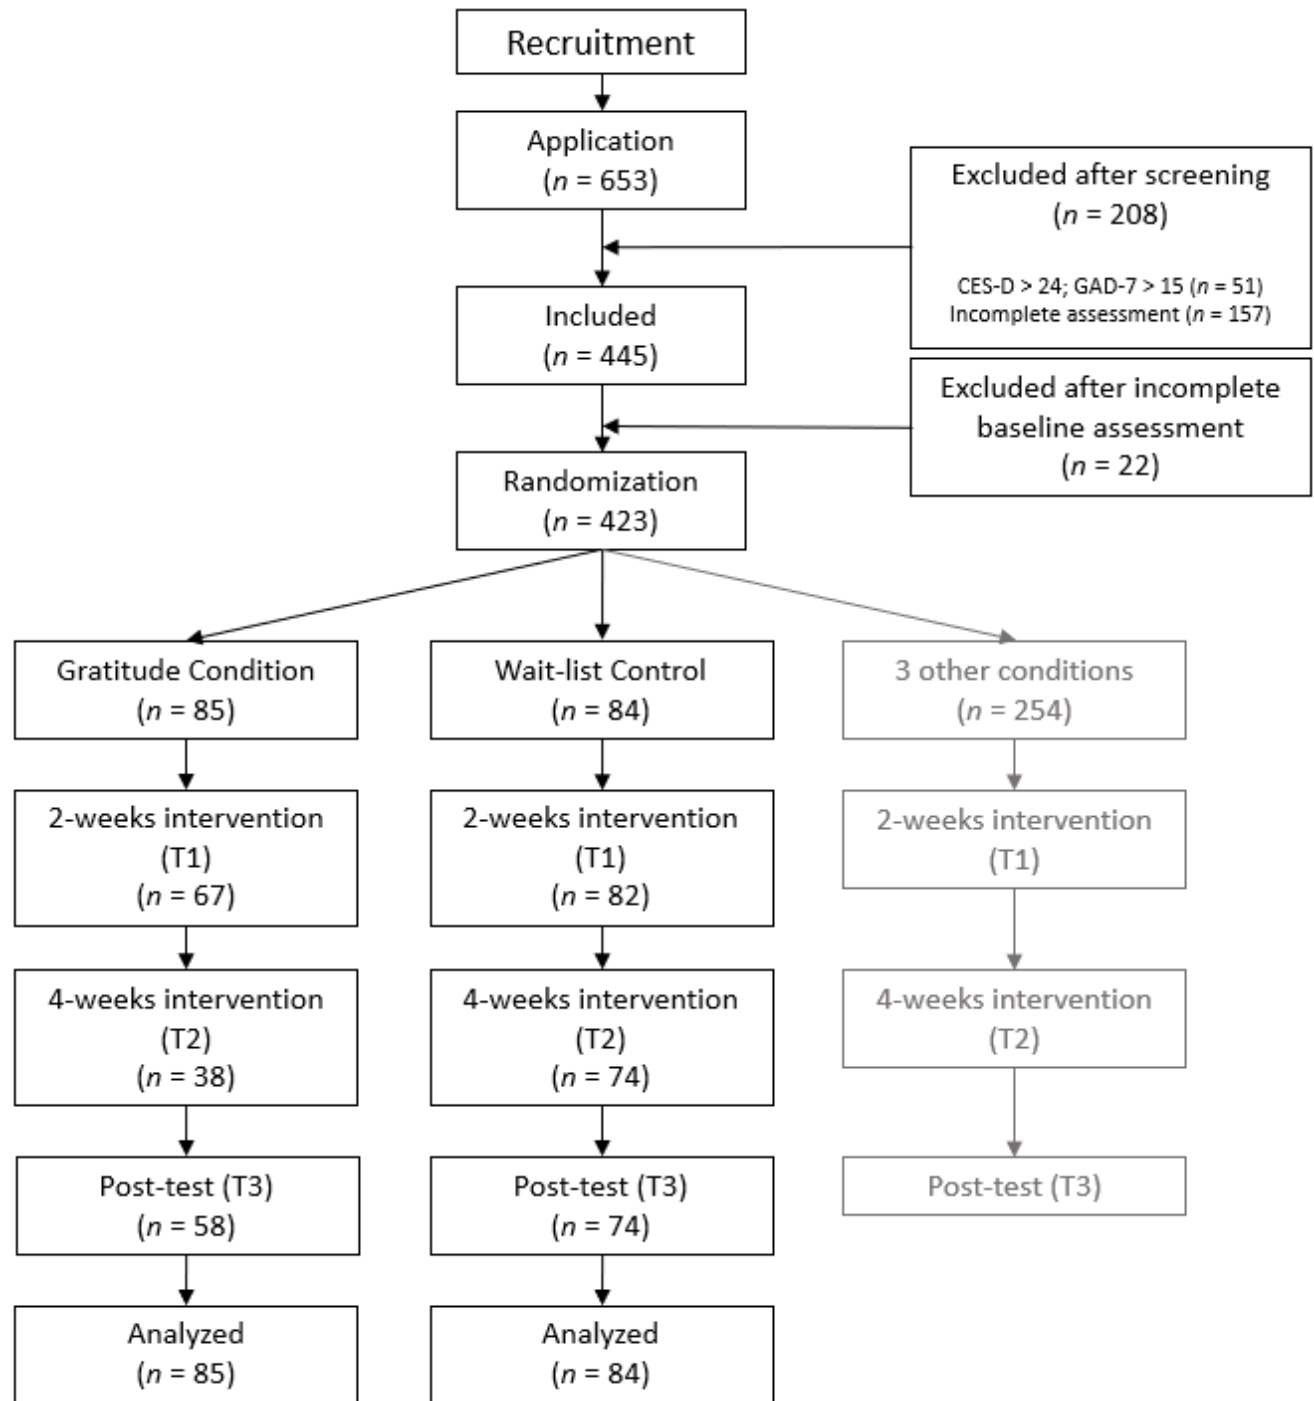 Recruitment
Application
(n = 653)
Excluded after screening
(n = 208)
CES-D > 24; GAD-7 > 15 (n = 51)
Incomplete assessment (n = 157)
Included
(n = 445)
Excluded after incomplete
baseline assessment
(n = 22)
Randomization
(n = 423)
Gratitude Condition
(n = 85)
Wait-list Control
(n = 84)
3 other conditions
(n = 254)
2-weeks intervention
(T1)
(n = 67)
2-weeks intervention
(T1)
(n = 82)
2-weeks intervention
(T1)
4-weeks intervention
(T2)
(n = 38)
4-weeks intervention
(T2)
(n = 74)
4-weeks intervention
(T2)
Post-test (T3)
(n = 58)
Post-test (T3)
(n = 74)
Post-test (T3)
Analyzed
(n = 85)
Analyzed
(n = 84)